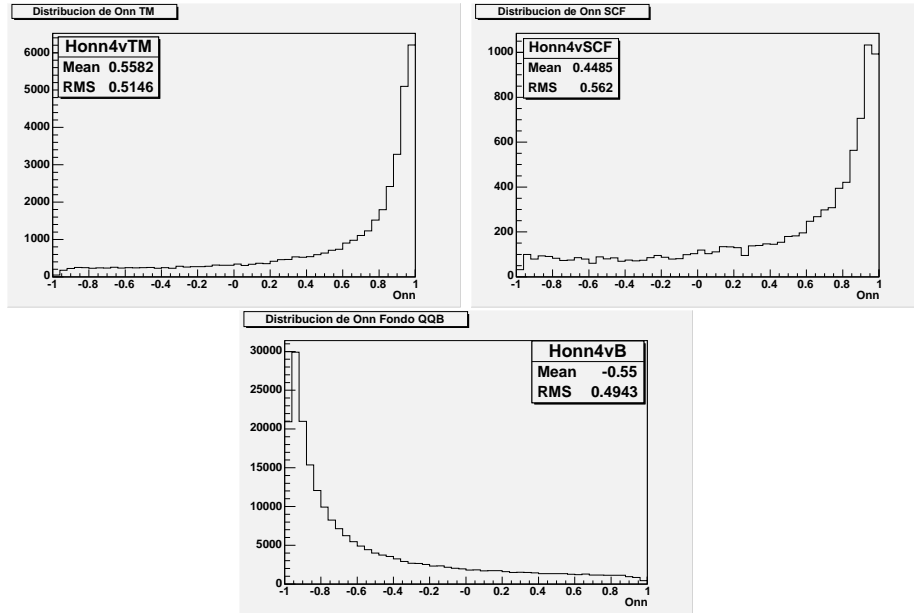 Distribucion de Onn TM
Honn4vTM
Mean 0.5582
RMS 0.5146
6000
5000
4000
3000
2000
1000
0
-1 -0.8 -0.6 -0.4 -0.2 -0 0.2 0.4 0.6 0.8 1
Onn
Distribucion de Onn SCF
Honn4vSCF
Mean 0.4485
RMS 0.562
1000
800
600
400
200
0
-1 -0.8 -0.6 -0.4 -0.2 -0 0.2 0.4 0.6 0.8 1
Onn
Distribucion de Onn Fondo QQB
Honn4vB
Mean -0.55
RMS 0.4943
30000
25000
20000
15000
10000
5000
0
-1 -0.8 -0.6 -0.4 -0.2 -0 0.2 0.4 0.6 0.8 1
Onn